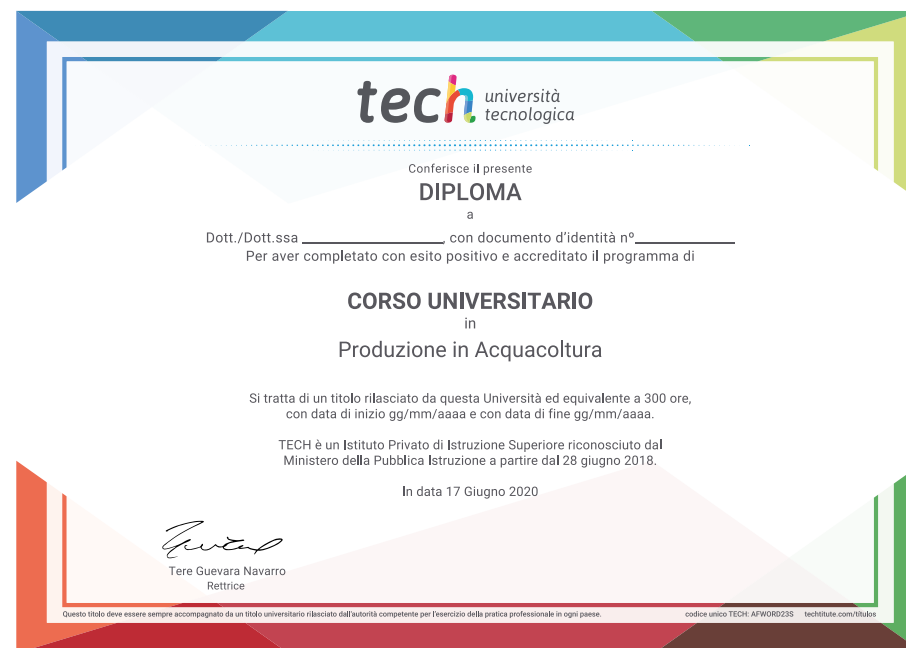 tech università
tecnologica
Conferisce il presente
DIPLOMA
a
Dott./Dott.ssa ________________, con documento d'identità nº____________
Per aver completato con esito positivo e accreditato il programma di
CORSO UNIVERSITARIO
in
Produzione in Acquacoltura
Si tratta di un titolo rilasciato da questa Università ed equivalente a 300 ore,
con data di inizio gg/mm/aaaa e con data di fine gg/mm/aaaa.
TECH è un Istituto Privato di Istruzione Superiore riconosciuto dal
Ministero della Pubblica Istruzione a partire dal 28 giugno 2018.
In data 17 Giugno 2020
Tere Guevara Navarro
Rettrice
Questo titolo deve essere sempre accompagnato da un titolo universitario rilasciato dall'autorità competente per l'esercizio della pratica professionale in ogni paese. codice unico TECH: AFWORD23S techtitute.com/titulos